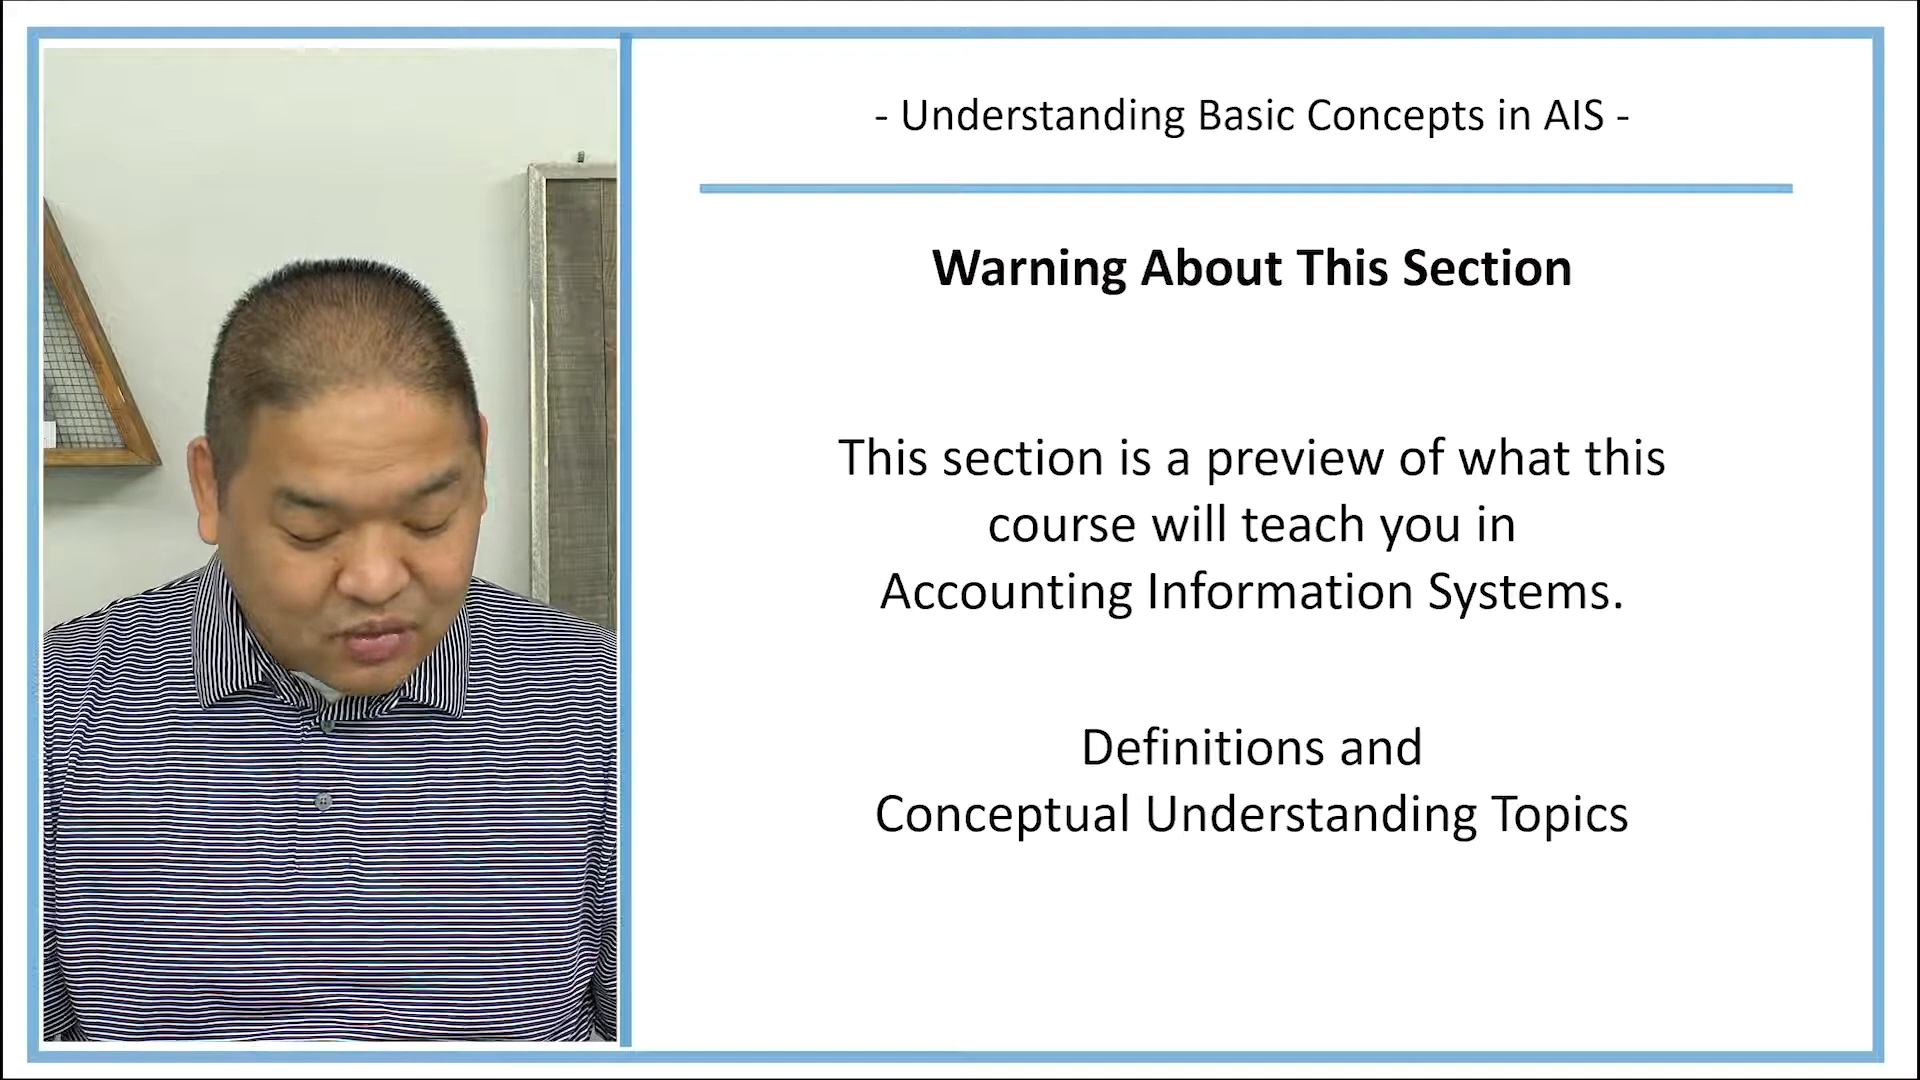 - Understanding Basic Concepts in AIS -
Warning About This Section
This section is a preview of what this
course will teach you in
Accounting Information Systems.
Definitions and
Conceptual Understanding Topics